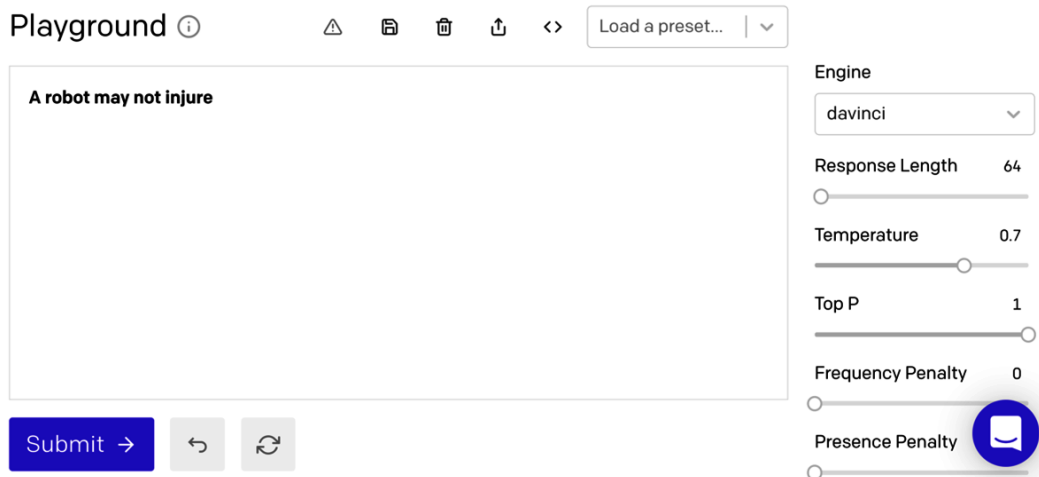 Playground
Load a preset...
A robot may not injure
Engine
davinci
Response Length 64
Temperature 0.7
Top P 1
Frequency Penalty 0
Presence Penalty
Submit →